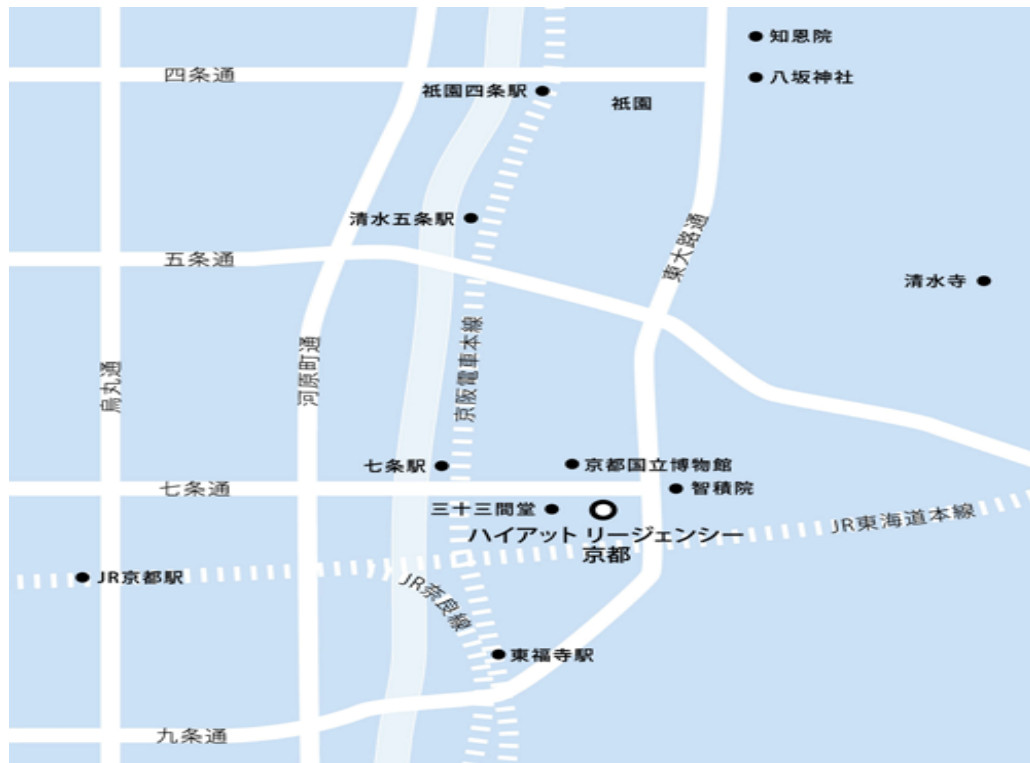 知恩院
四条通
八坂神社
祇園四条駅
祇園
清水五条駅
東大路通
五条通
清水寺
京阪電車本線
河原町通
烏丸通
七条駅
京都国立博物館
七条通
智積院
三十三間堂
ハイアット リージェンシー
京都
JR東海道本線
JR京都駅
JR奈良線
東福寺駅
九条通